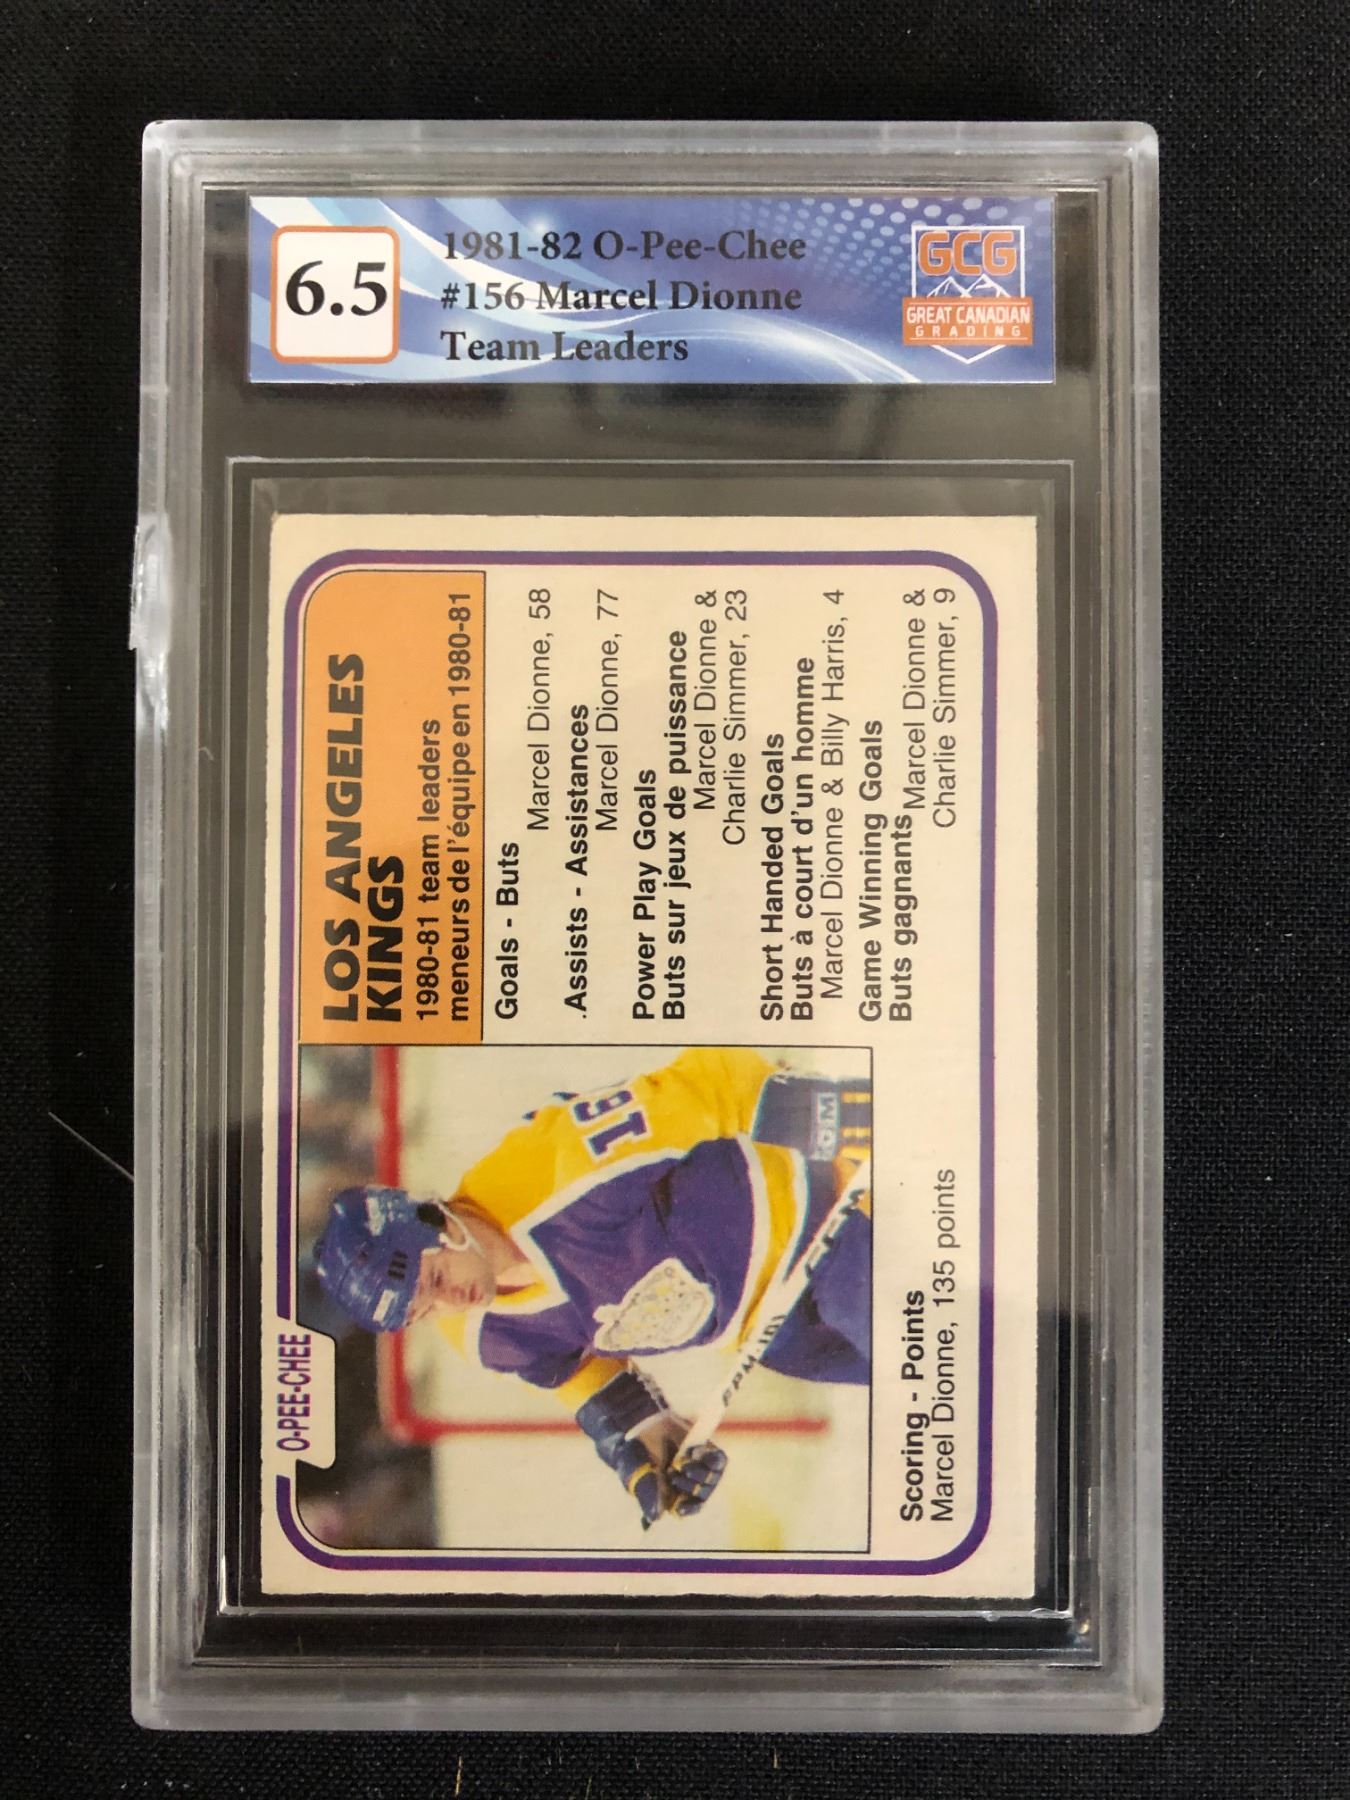 6.5
1981-82 O-Pee-Chee
#156 Marcel Dionne
Team Leaders
GCG
GREAT CANADIAN
GRADING
O-PEE-CHEE
LOS ANGELES
KINGS
1980-81 team leaders
meneurs de l'équipe en 1980-81
Goals - Buts
Marcel Dionne, 58
.Assists - Assistances
Marcel Dionne, 77
Power Play Goals
Buts sur jeux de puissance
Marcel Dionne &
Charlie Simmer, 23
Short Handed Goals
Buts à court d'un homme
Marcel Dionne & Billy Harris, 4
Game Winning Goals
Buts gagnants Marcel Dionne &
Charlie Simmer, 9
Scoring - Points
Marcel Dionne, 135 points